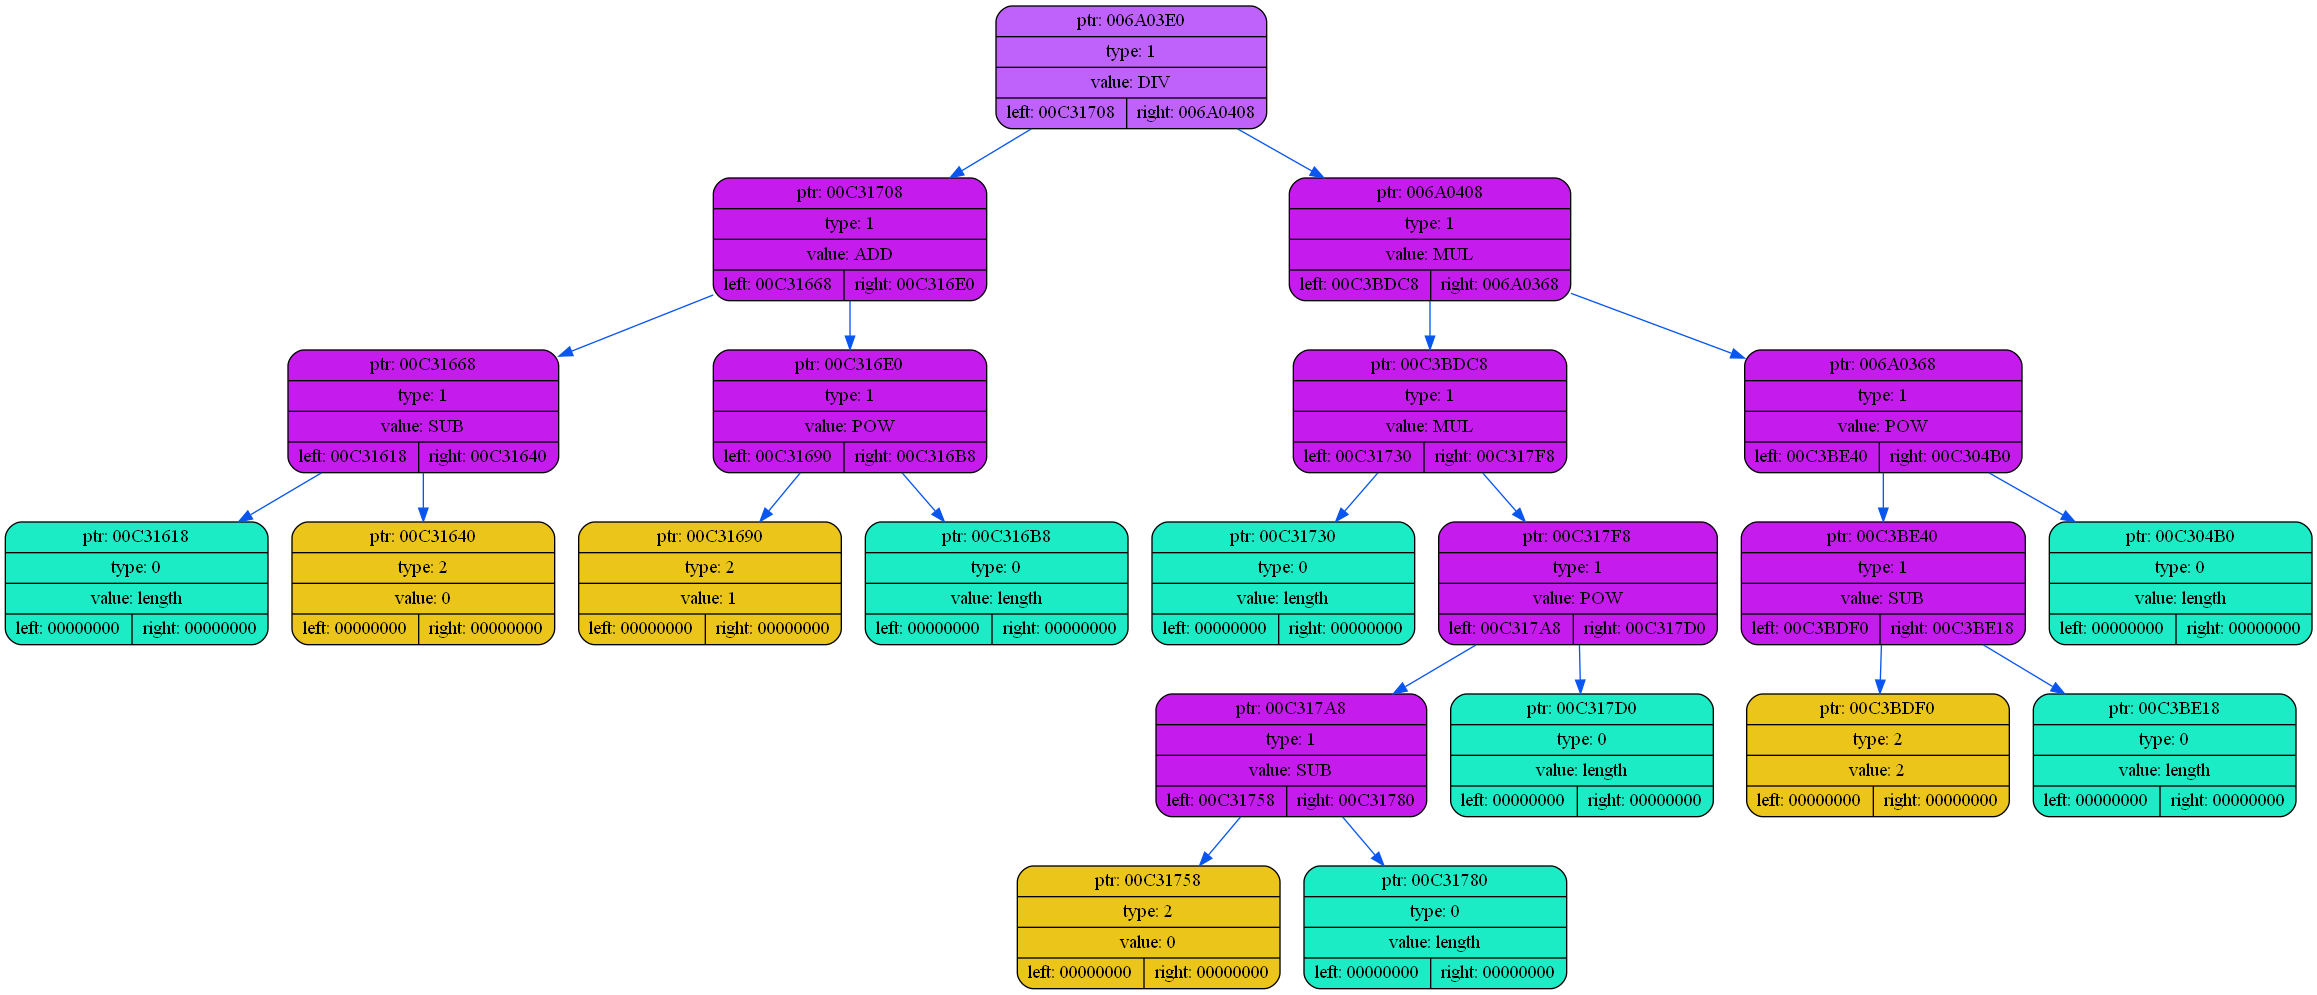 ptr: 006A03E0
type: 1
value: DIV
left: 00C31708 right: 006A0408
ptr: 00C31708
type: 1
value: ADD
left: 00C31668 right: 00C316E0
ptr: 006A0408
type: 1
value: MUL
left: 00C3BDC8 right: 006A0368
ptr: 00C31668
type: 1
value: SUB
left: 00C31618 right: 00C31640
ptr: 00C316E0
type: 1
value: POW
left: 00C31690 right: 00C316B8
ptr: 00C3BDC8
type: 1
value: MUL
left: 00C31730 right: 00C317F8
ptr: 006A0368
type: 1
value: POW
left: 00C3BE40 right: 00C304B0
ptr: 00C31618
type: 0
value: length
left: 00000000 right: 00000000
ptr: 00C31640
type: 2
value: 0
left: 00000000 right: 00000000
ptr: 00C31690
type: 2
value: 1
left: 00000000 right: 00000000
ptr: 00C316B8
type: 0
value: length
left: 00000000 right: 00000000
ptr: 00C31730
type: 0
value: length
left: 00000000 right: 00000000
ptr: 00C317F8
type: 1
value: POW
left: 00C317A8 right: 00C317D0
ptr: 00C3BE40
type: 1
value: SUB
left: 00C3BDF0 right: 00C3BE18
ptr: 00C304B0
type: 0
value: length
left: 00000000 right: 00000000
ptr: 00C317A8
type: 1
value: SUB
left: 00C31758 right: 00C31780
ptr: 00C317D0
type: 0
value: length
left: 00000000 right: 00000000
ptr: 00C3BDF0
type: 2
value: 2
left: 00000000 right: 00000000
ptr: 00C3BE18
type: 0
value: length
left: 00000000 right: 00000000
ptr: 00C31758
type: 2
value: 0
left: 00000000 right: 00000000
ptr: 00C31780
type: 0
value: length
left: 00000000 right: 00000000